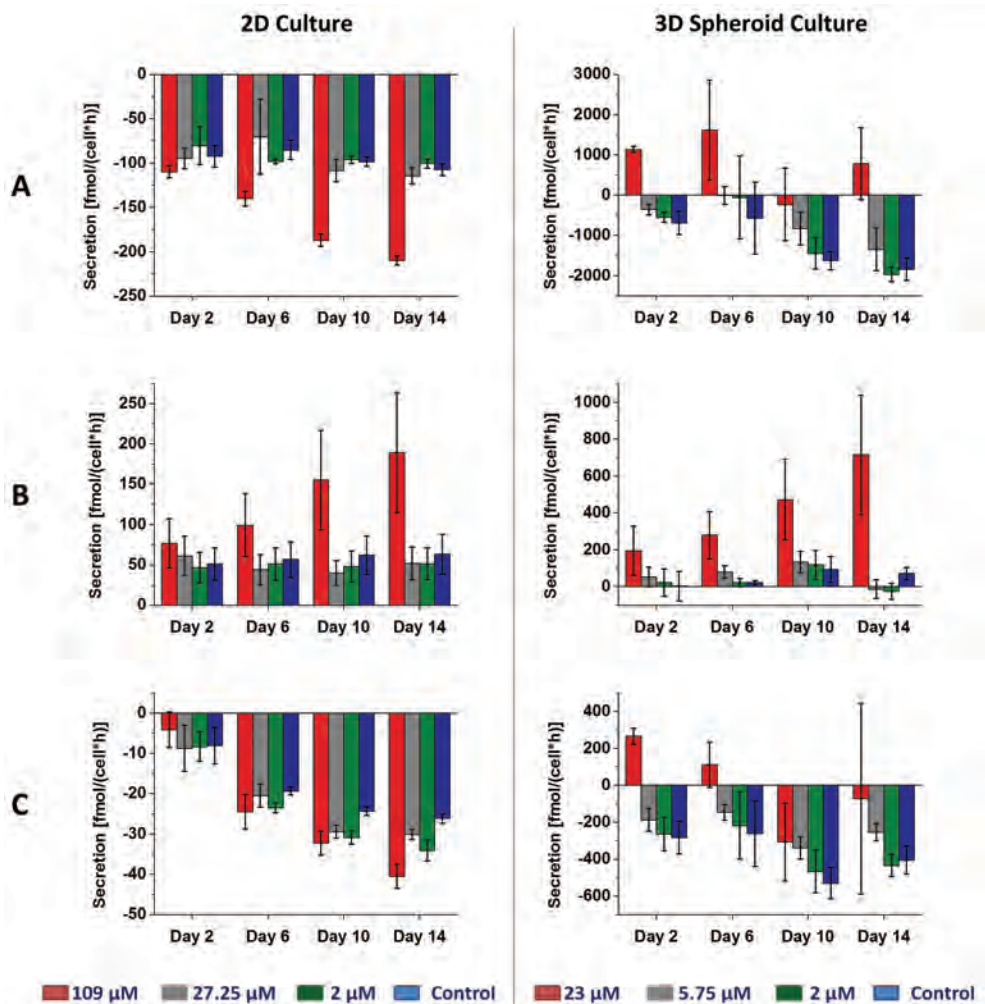 2D Culture
3D Spheroid Culture
A
Secretion [fmol/(cell*h)]
0
-50
-100
-150
-200
-250
Day 2 Day 6 Day 10 Day 14
Secretion [fmol/(cell*h)]
3000
2000
1000
0
-1000
-2000
Day 2 Day 6 Day 10 Day 14
B
Secretion [fmol/(cell*h)]
250
200
150
100
50
0
Day 2 Day 6 Day 10 Day 14
Secretion [fmol/(cell*h)]
1000
800
600
400
200
0
Day 2 Day 6 Day 10 Day 14
C
Secretion [fmol/(cell*h)]
0
-10
-20
-30
-40
-50
Day 2 Day 6 Day 10 Day 14
Secretion [fmol/(cell*h)]
400
200
0
-200
-400
-600
Day 2 Day 6 Day 10 Day 14
109 µM 27.25 µM 2 µM Control
23 µM 5.75 µM 2 µM Control